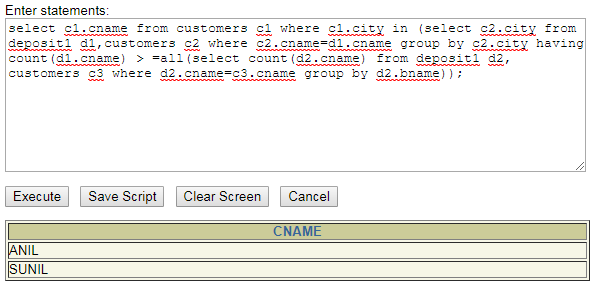 Enter statements:
select c1.cname from customers c1 where c1.city in (select c2.city from
deposit1 d1,customers c2 where c2.cname=d1.cname group by c2.city having
count(d1.cname) > =all(select count(d2.cname) from deposit1 d2,
customers c3 where d2.cname=c3.cname group by d2.bname));
Execute Save Script Clear Screen Cancel
CNAME
ANIL
SUNIL